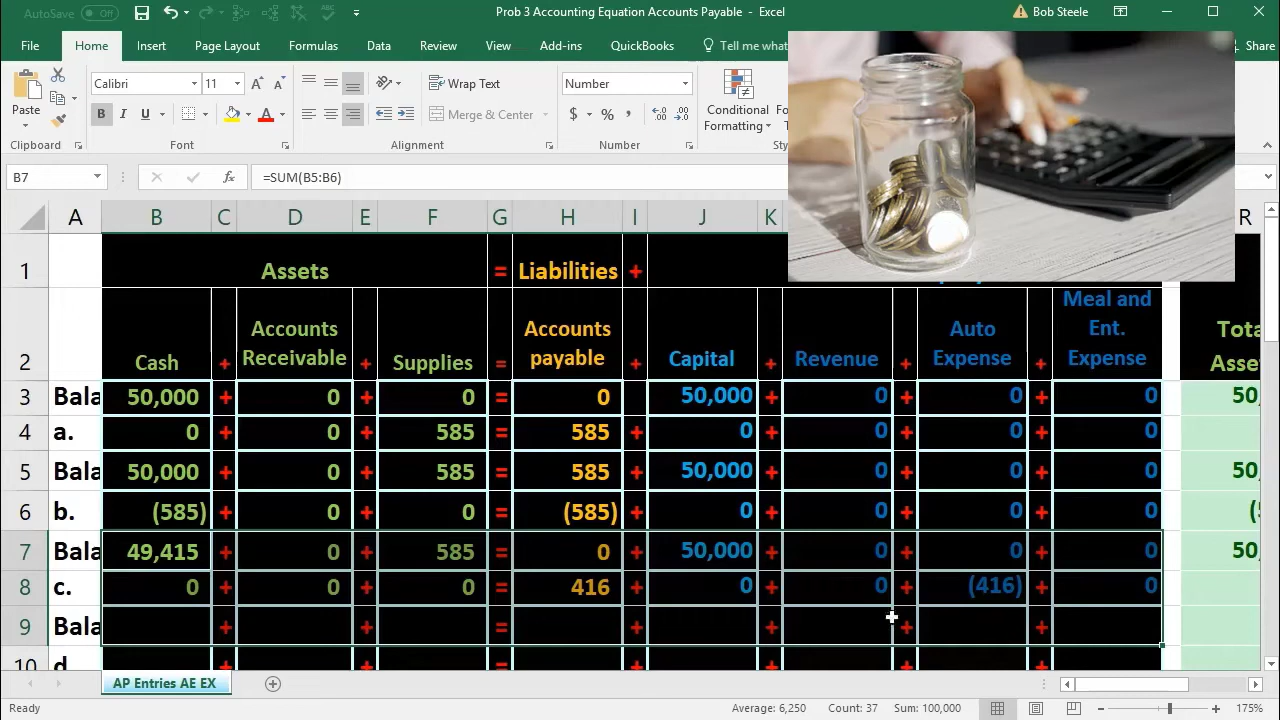 AutoSave Off Prob 3 Accounting Equation Accounts Payable - Excel Bob Steele
File Home Insert Page Layout Formulas Data Review View Add-ins QuickBooks Tell me what Share
Paste Calibri 11 Wrap Text Number Conditional
B I U A Merge & Center $ % , Formatting
Clipboard Font Alignment Number
B7 fx =SUM(B5:B6)
A B C D E F G H I J K R
1 Assets = Liabilities +
2 Cash + Accounts Receivable + Supplies = Accounts payable + Capital + Revenue + Auto Expense + Meal and Ent. Expense
3 Bala 50,000 + 0 + 0 = 0 50,000 + 0 + 0 + 0 50,
4 a. 0 + 0 + 585 = 585 + 0 + 0 + 0 + 0
5 Bala 50,000 + 0 + 585 = 585 + 50,000 + 0 + 0 + 0 50,
6 b. (585) + 0 + 0 = (585) + 0 + 0 + 0 + 0
7 Bala 49,415 + 0 + 585 = 0 + 50,000 + 0 + 0 + 0 50,
8 c. 0 + 0 + 0 = 416 + 0 + 0 + (416) + 0
9 Bala + + = + + + +
10 d + + = + + + +
AP Entries AE EX
Ready Average: 6,250 Count: 37 Sum: 100,000 175%